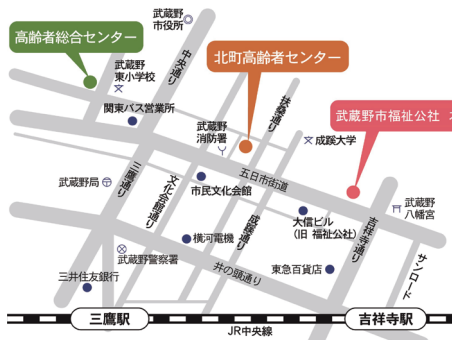 武蔵野
市役所
高齢者総合センター
中央通り
北町高齢者センター
武蔵野
東小学校
関東バス営業所
扶桑通り
武蔵野
消防署
成蹊大学
武蔵野市福祉公社
五日市街道
三鷹通り
武蔵野局
文化会館通り
市民文化会館
成蹊通り
大信ビル
(旧 福祉公社)
吉祥寺通り
武蔵野
八幡宮
横河電機
武蔵野警察署
井の頭通り
東急百貨店
サンロード
三井住友銀行
三鷹駅
吉祥寺駅
JR中央線